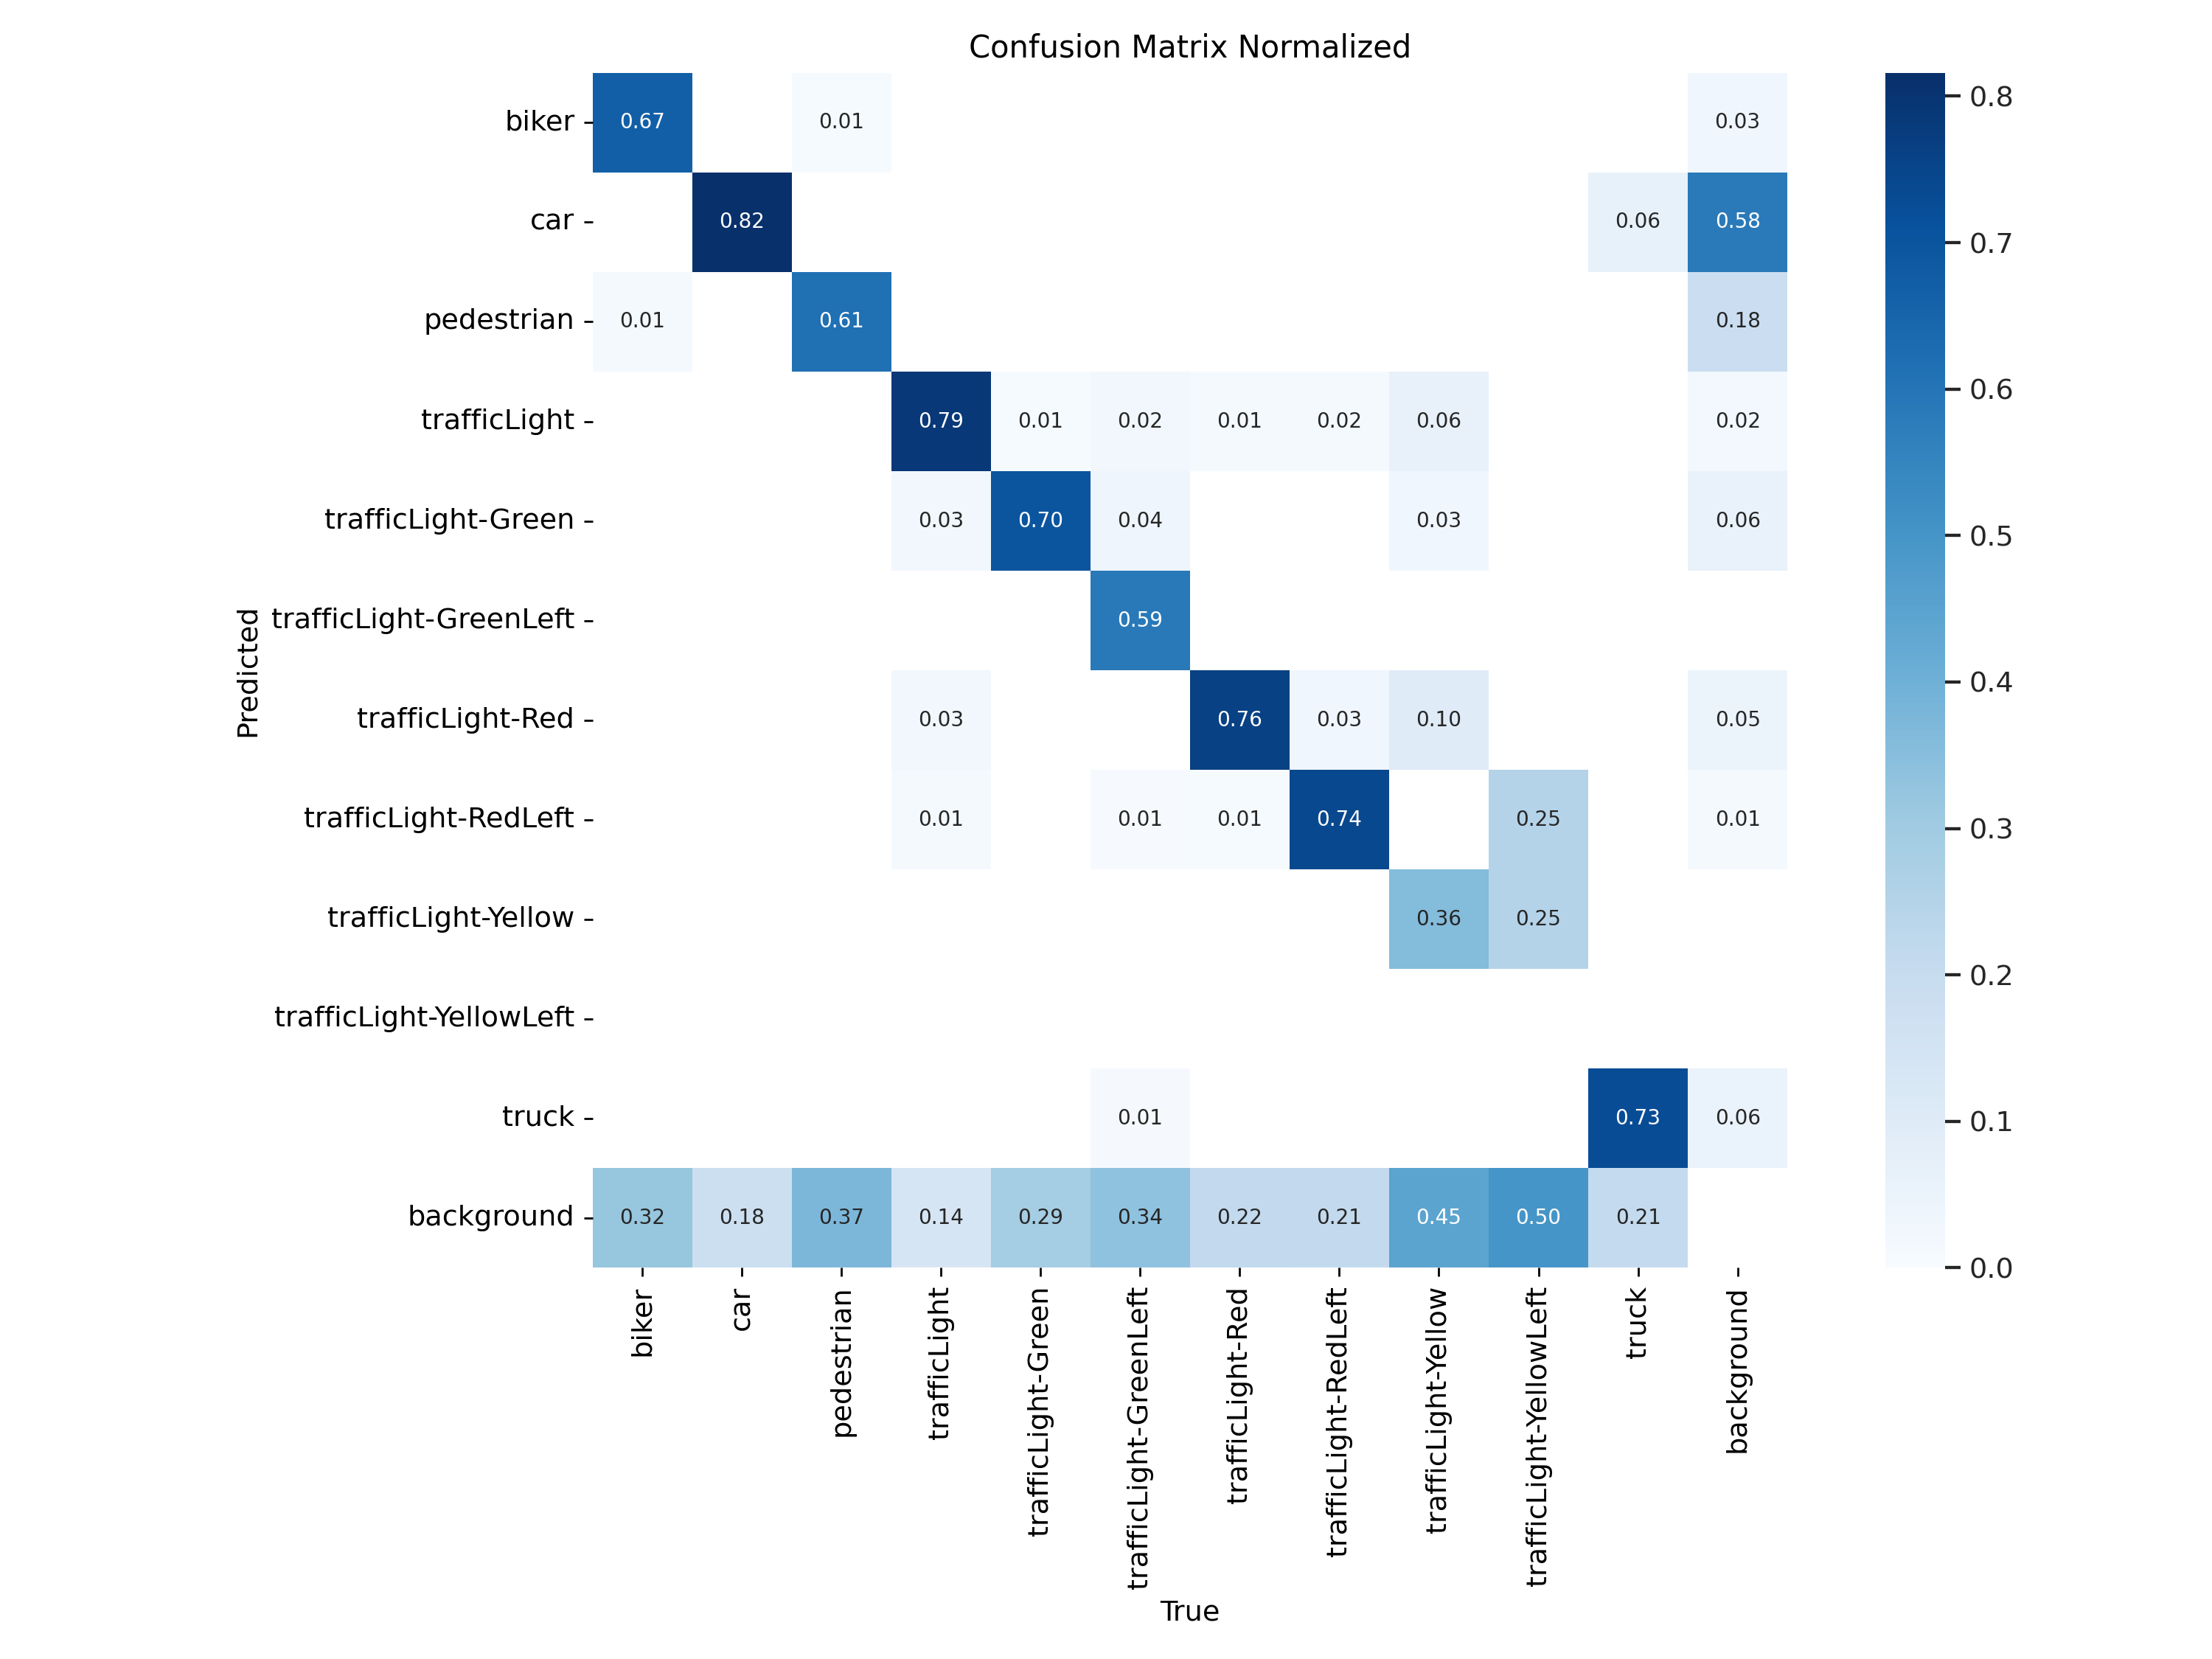 Confusion Matrix Normalized
biker 0.67 0.01 0.03
car 0.82 0.06 0.58
pedestrian 0.01 0.61 0.18
trafficLight 0.79 0.01 0.02 0.01 0.02 0.06 0.02
trafficLight-Green 0.03 0.70 0.04 0.03 0.06
trafficLight-GreenLeft 0.59
trafficLight-Red 0.03 0.76 0.03 0.10 0.05
trafficLight-RedLeft 0.01 0.01 0.01 0.74 0.25 0.01
trafficLight-Yellow 0.36 0.25
trafficLight-YellowLeft
truck 0.01 0.73 0.06
background 0.32 0.18 0.37 0.14 0.29 0.34 0.22 0.21 0.45 0.50 0.21
Predicted
biker
car
pedestrian
trafficLight
trafficLight-Green
trafficLight-GreenLeft
trafficLight-Red
trafficLight-RedLeft
trafficLight-Yellow
trafficLight-YellowLeft
truck
background
True
0.8
0.7
0.6
0.5
0.4
0.3
0.2
0.1
0.0